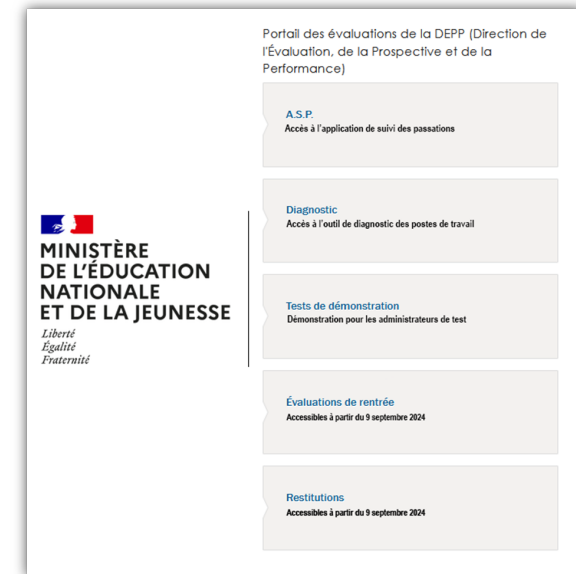 Portail des évaluations de la DEPP (Direction de
l'Évaluation, de la Prospective et de la
Performance)
A.S.P.
Accès à l'application de suivi des passations
Diagnostic
Accès à l'outil de diagnostic des postes de travail
MINISTÈRE
DE L'ÉDUCATION
NATIONALE
ET DE LA JEUNESSE
Liberté
Égalité
Fraternité
Tests de démonstration
Démonstration pour les administrateurs de test
Évaluations de rentrée
Accessibles à partir du 9 septembre 2024
Restitutions
Accessibles à partir du 9 septembre 2024